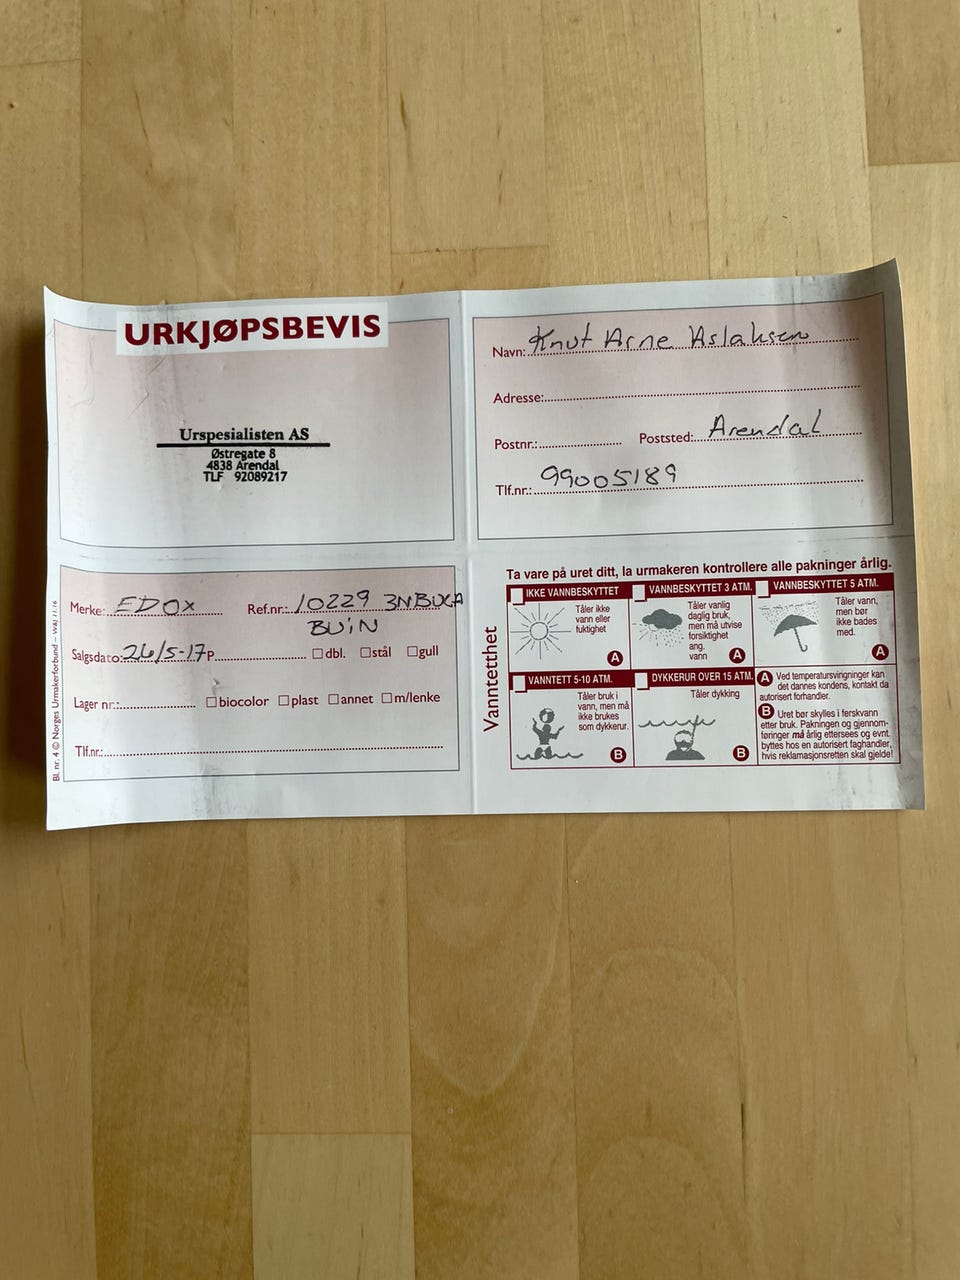 URKJØPSBEVIS
Urspesialisten AS
Østregate 8
4838 Arendal
TLF 92089217
Navn: Knut Arne Aslaksen
Adresse:
Postnr.: Poststed: Arendal
Tlf.nr.: 99005189
Merke: EDOX Ref.nr.: 10229 3NBUCA
BUiN
Salgsdato: 26/5-17 P
dbl. stål gull
Lager nr.: biocolor plast annet m/lenke
Tlf.nr.:
Bl. nr. 4 © Norges Urmakerforbund – WAJ 11.16
Ta vare på uret ditt, la urmakeren kontrollere alle pakninger årlig.
Vanntetthet
IKKE VANNBESKYTTET
Tåler ikke
vann eller
fuktighet
A
VANNBESKYTTET 3 ATM.
Tåler vanlig
daglig bruk,
men må utvise
forsiktighet
ang.
vann
A
VANNBESKYTTET 5 ATM.
Tåler vann,
men bør
ikke bades
med.
A
VANNTETT 5-10 ATM.
Tåler bruk i
vann, men må
ikke brukes
som dykkerur.
B
DYKKERUR OVER 15 ATM.
Tåler dykking
B
A Ved temperatursvingninger kan
det dannes kondens, kontakt da
autorisert forhandler.
B Uret bør skylles i ferskvann
etter bruk. Pakningen og gjennom-
føringer må årlig ettersees og evnt.
byttes hos en autorisert faghandler,
hvis reklamasjonsretten skal gjelde!